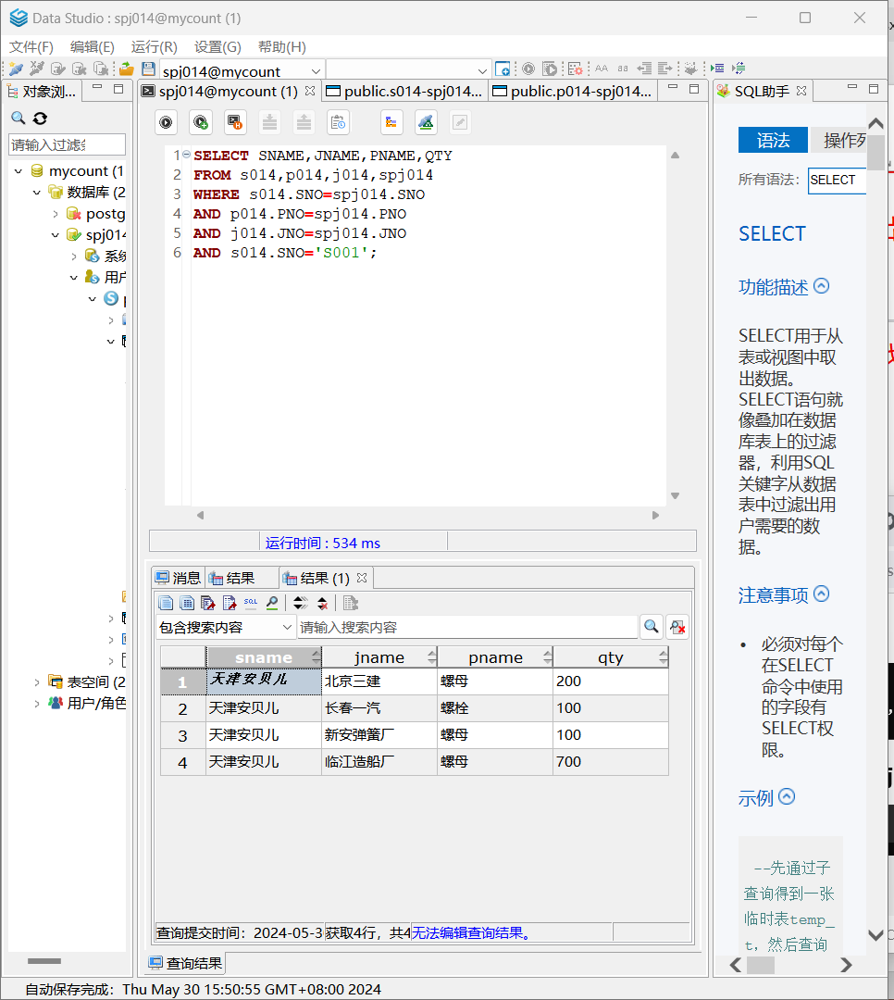 Data Studio : spj014@mycount (1)
文件(F) 编辑(E) 运行(R) 设置(G) 帮助(H)
spj014@mycount
对象浏...
请输入过滤
mycount (1
数据库 (2
postg
spj014
系统
用户
表空间 (2
用户/角色
spj014@mycount (1)
public.s014-spj014...
public.p014-spj014...
1 SELECT SNAME,JNAME,PNAME,QTY
2 FROM s014,p014,j014,spj014
3 WHERE s014.SNO=spj014.SNO
4 AND p014.PNO=spj014.PNO
5 AND j014.JNO=spj014.JNO
6 AND s014.SNO='S001';
运行时间 : 534 ms
消息 结果 结果 (1)
SQL
包含搜索内容 请输入搜索内容
sname jname pname qty
1 天津安贝儿 北京三建 螺母 200
2 天津安贝儿 长春一汽 螺栓 100
3 天津安贝儿 新安弹簧厂 螺母 100
4 天津安贝儿 临江造船厂 螺母 700
查询提交时间：2024-05-3 获取4行，共4 无法编辑查询结果。
查询结果
SQL助手
语法 操作列
所有语法： SELECT
SELECT
功能描述
SELECT用于从
表或视图中取
出数据。
SELECT语句就
像叠加在数据
库表上的过滤
器，利用SQL
关键字从数据
表中过滤出用
户需要的数
据。
注意事项
• 必须对每个
在SELECT
命令中使用
的字段有
SELECT权
限。
示例
--先通过子
查询得到一张
临时表temp_
t，然后查询
自动保存完成：Thu May 30 15:50:55 GMT+08:00 2024